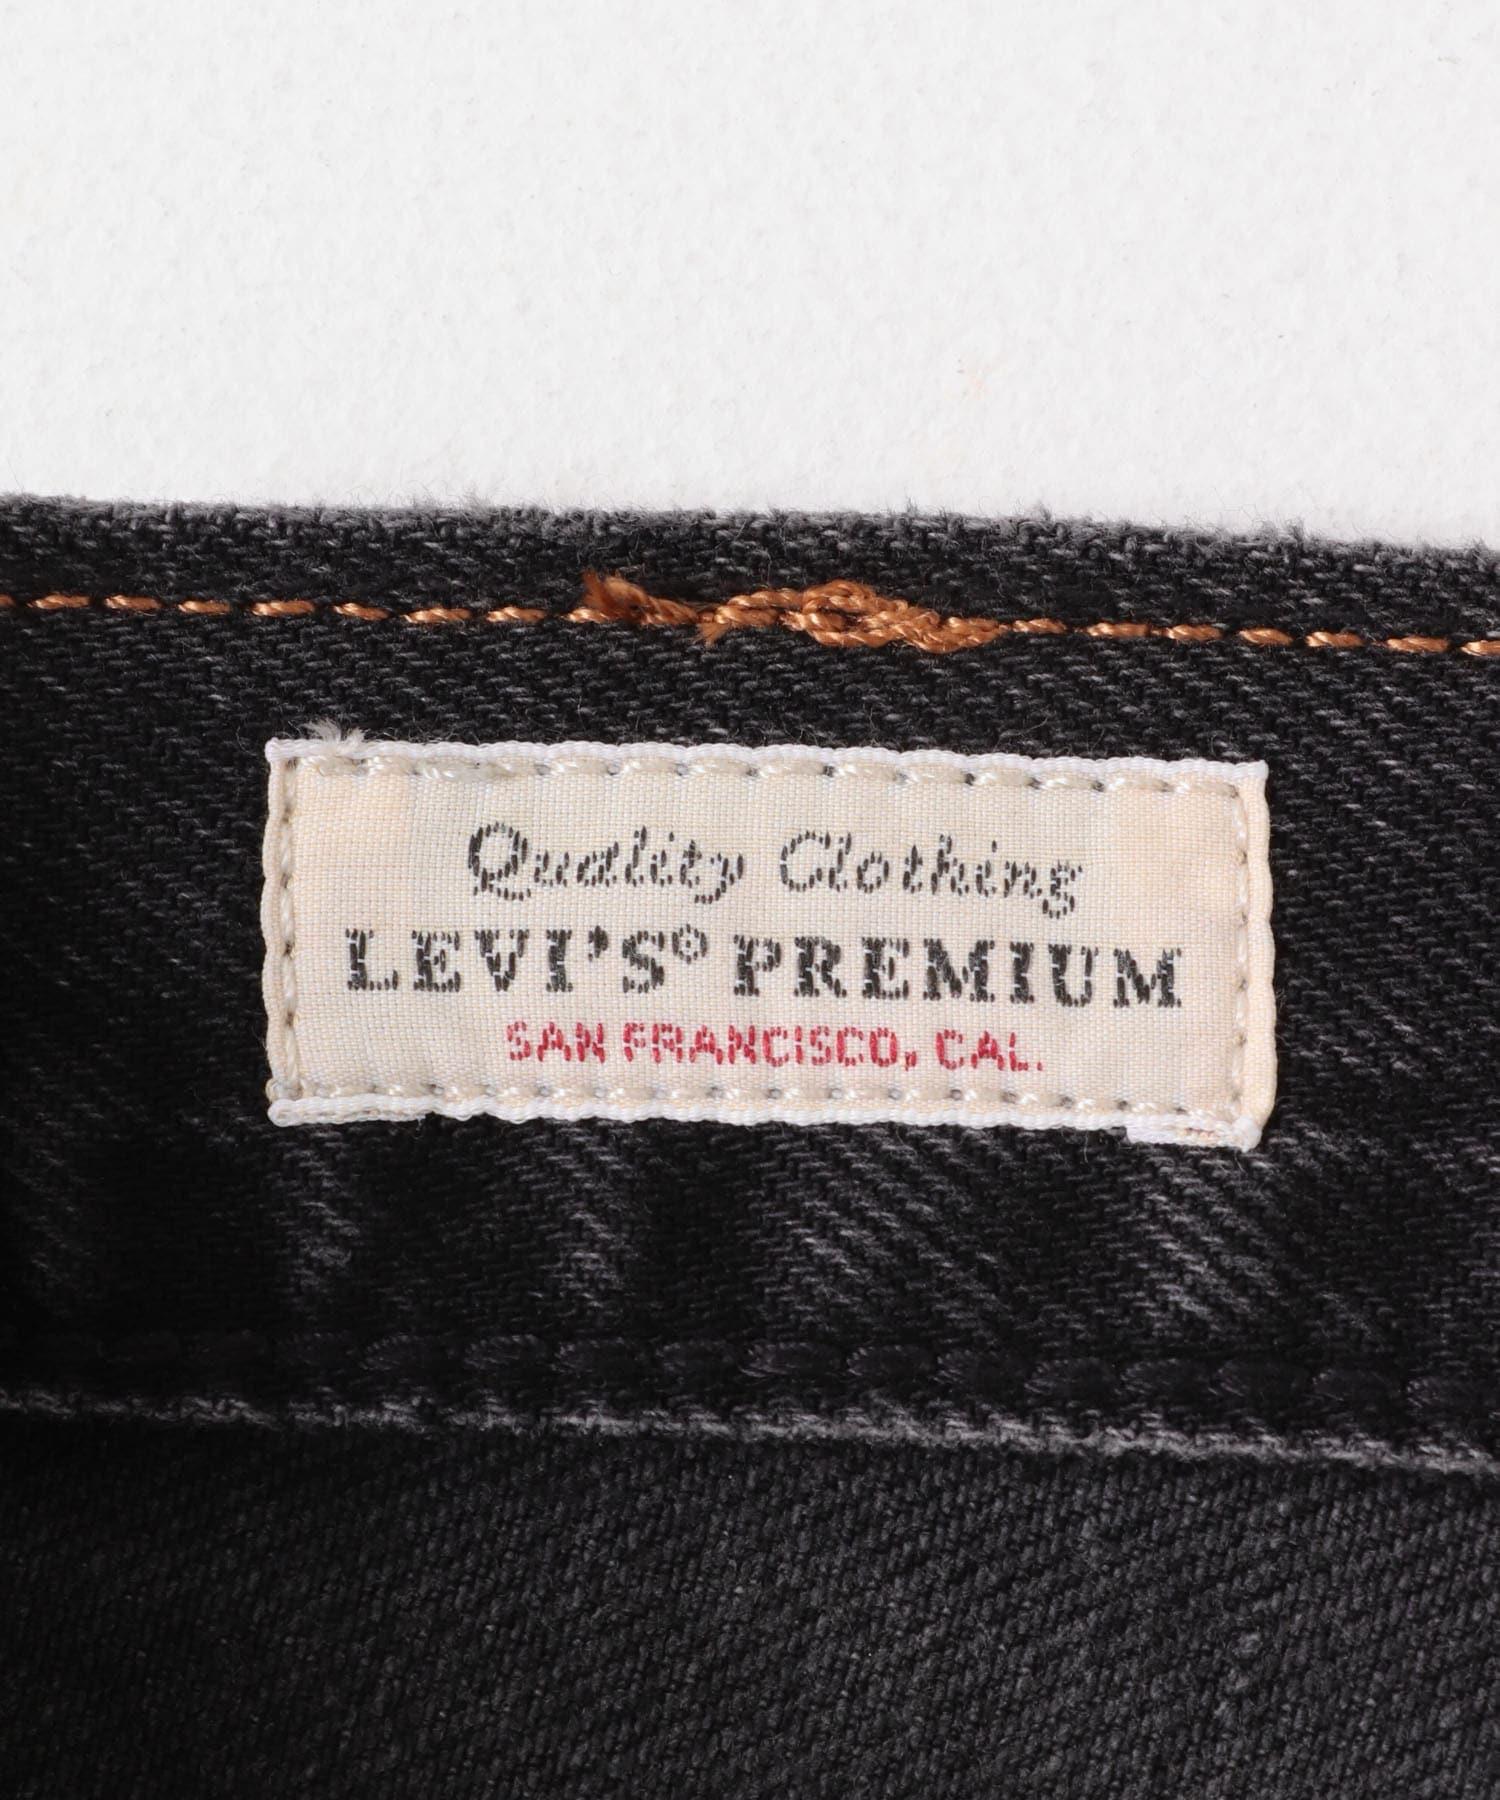 Quality Clothing
LEVI'S® PREMIUM
SAN FRANCISCO, CAL.